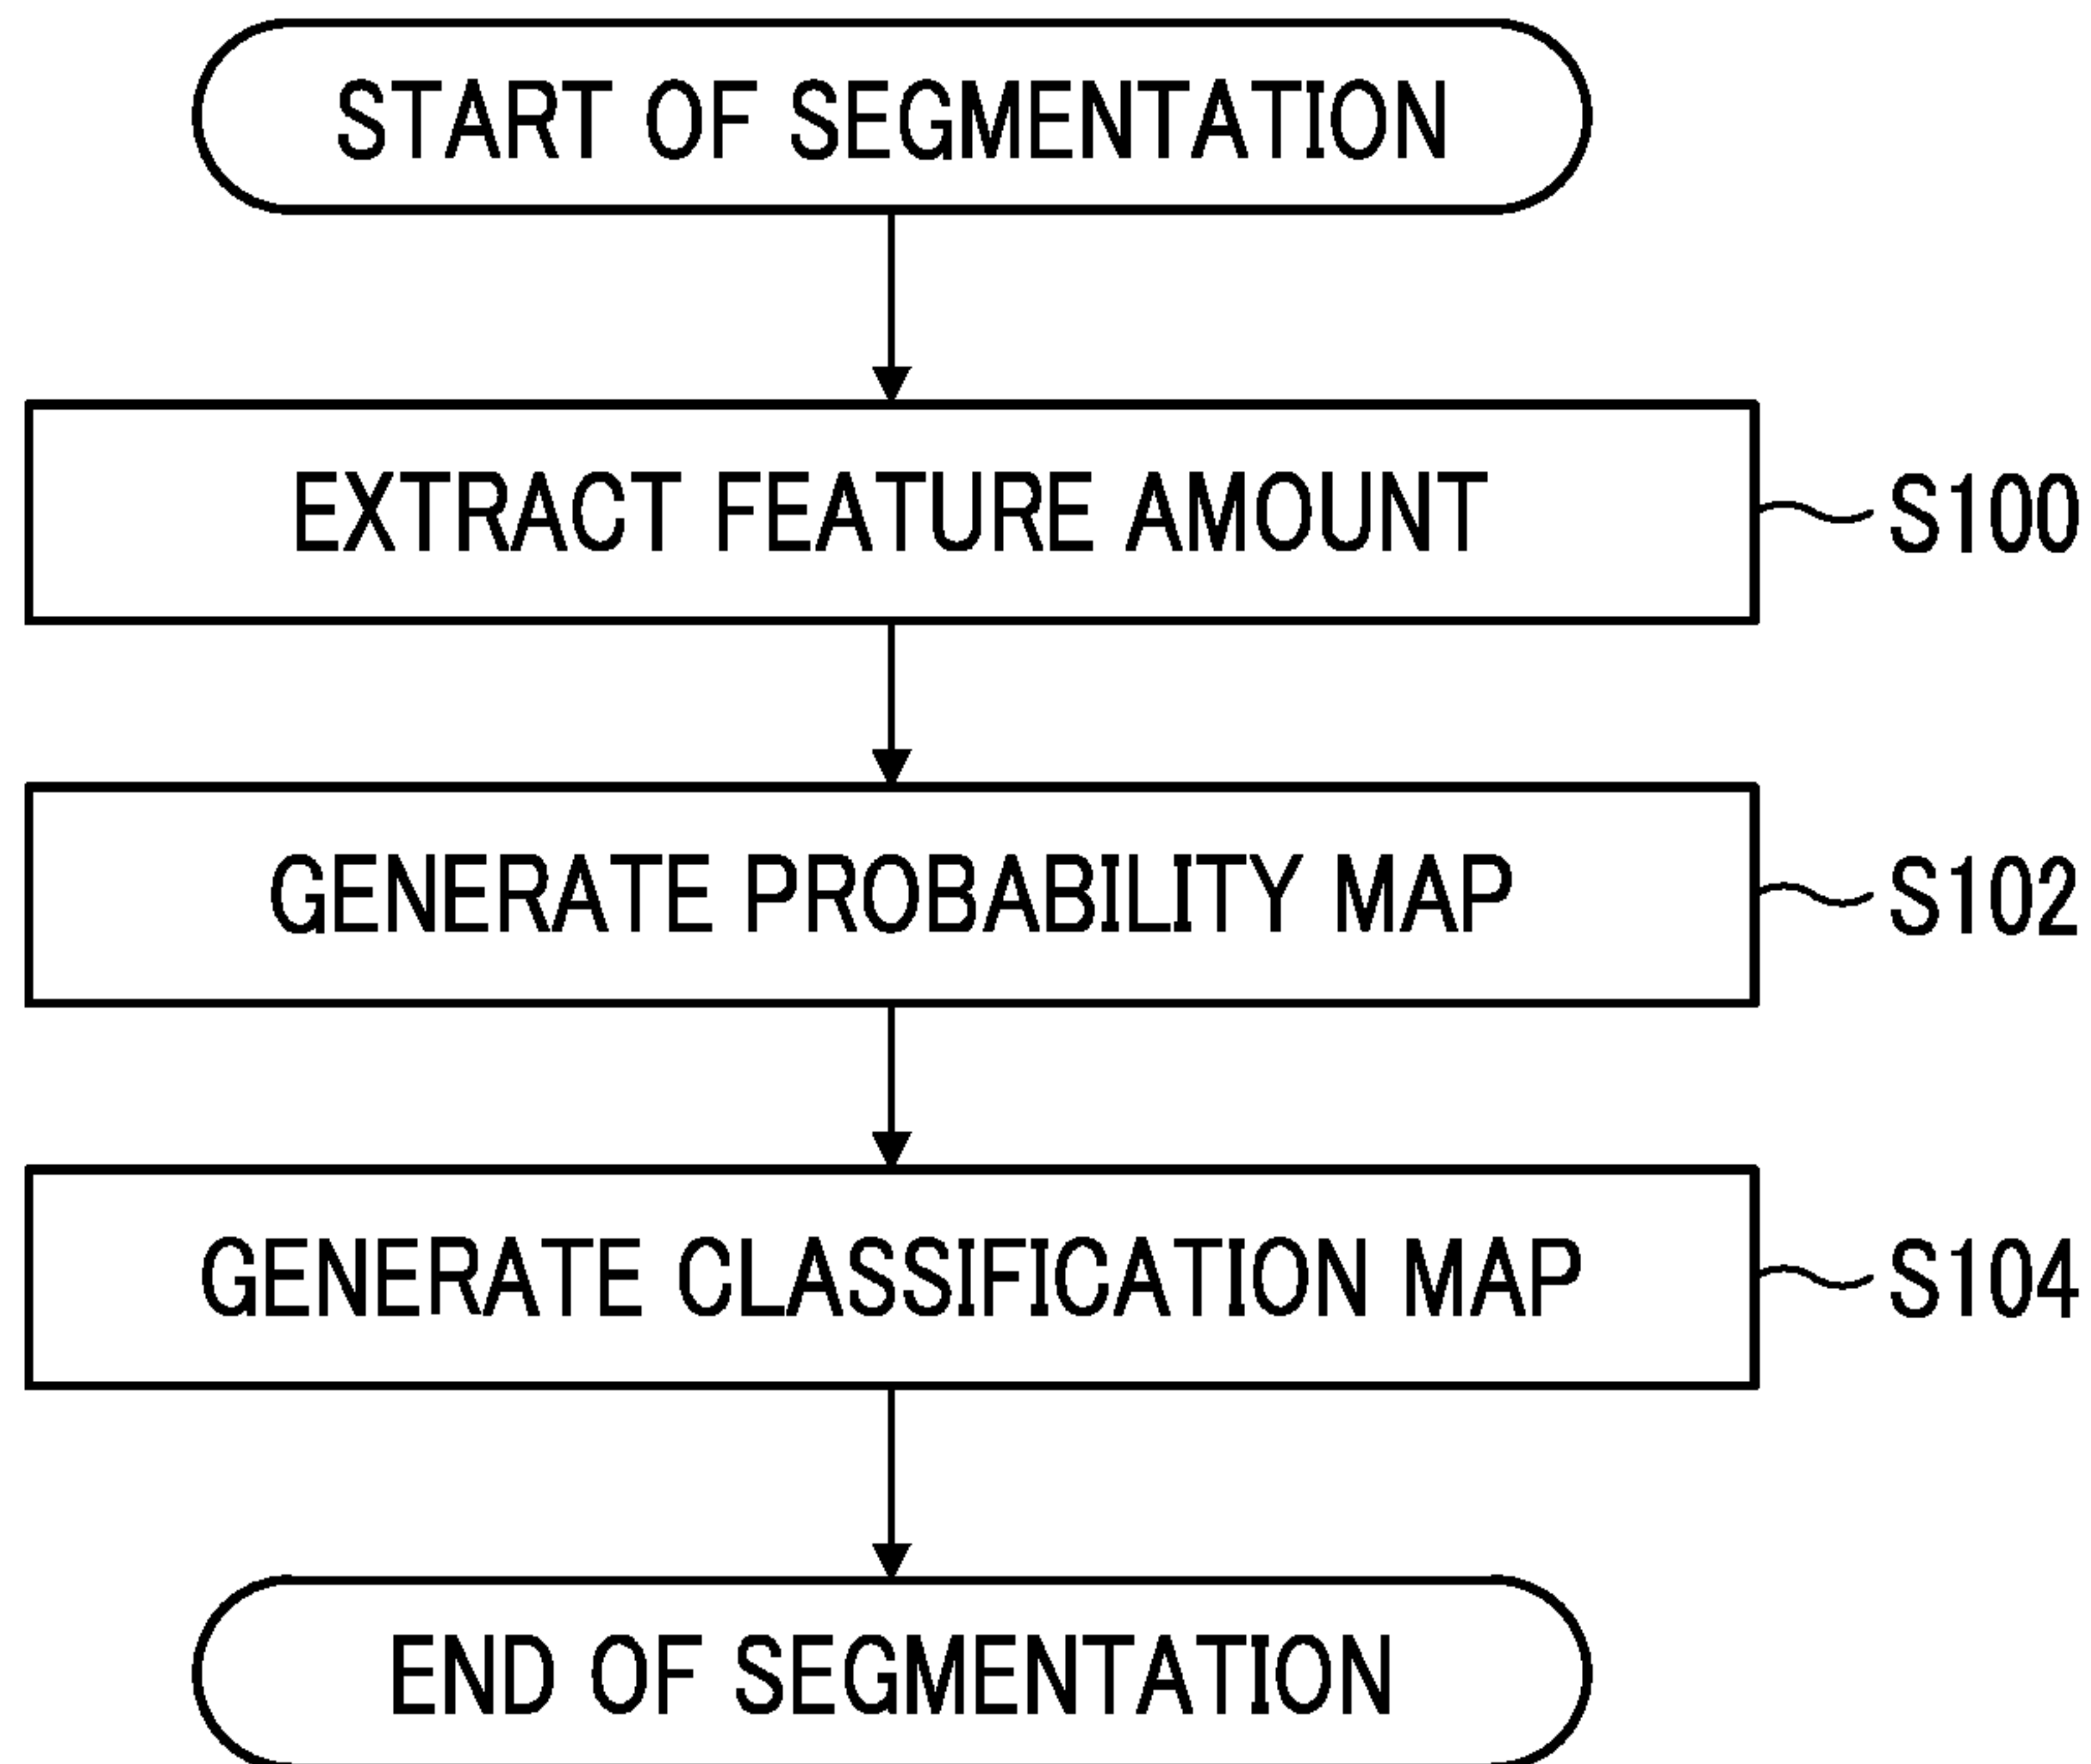 START OF SEGMENTATION
EXTRACT FEATURE AMOUNT S100
GENERATE PROBABILITY MAP S102
GENERATE CLASSIFICATION MAP S104
END OF SEGMENTATION